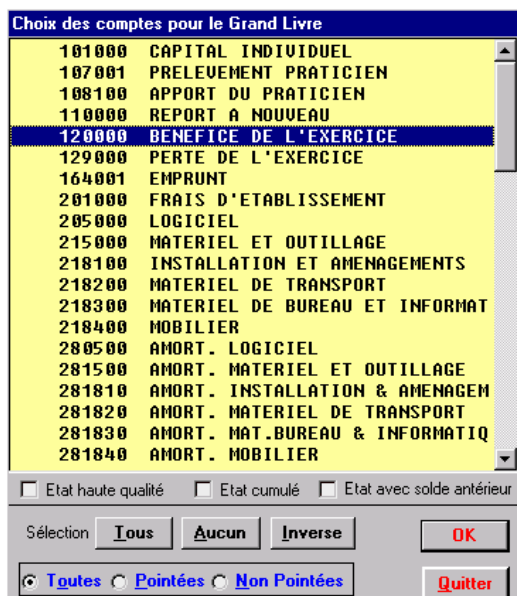 Choix des comptes pour le Grand Livre
101000 CAPITAL INDIVIDUEL
107001 PRELEVEMENT PRATICIEN
108100 APPORT DU PRATICIEN
110000 REPORT A NOUVEAU
120000 BENEFICE DE L'EXERCICE
129000 PERTE DE L'EXERCICE
164001 EMPRUNT
201000 FRAIS D'ETABLISSEMENT
205000 LOGICIEL
215000 MATERIEL ET OUTILLAGE
218100 INSTALLATION ET AMENAGEMENTS
218200 MATERIEL DE TRANSPORT
218300 MATERIEL DE BUREAU ET INFORMAT
218400 MOBILIER
280500 AMORT. LOGICIEL
281500 AMORT. MATERIEL ET OUTILLAGE
281810 AMORT. INSTALLATION & AMENAGEM
281820 AMORT. MATERIEL DE TRANSPORT
281830 AMORT. MAT.BUREAU & INFORMATIQ
281840 AMORT. MOBILIER
Etat haute qualité Etat cumulé Etat avec solde antérieur
Sélection Tous Aucun Inverse OK
Toutes Pointées Non Pointées Quitter